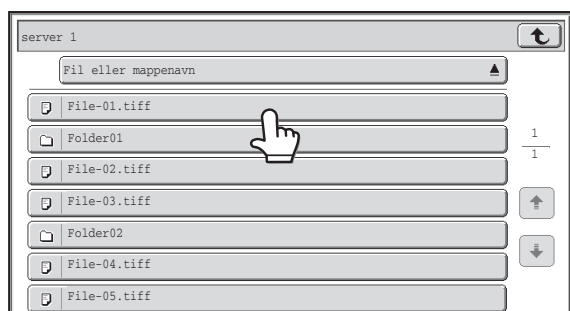 server 1
Fil eller mappenavn
File-01.tiff
Folder01
1
1
File-02.tiff
File-03.tiff
Folder02
File-04.tiff
File-05.tiff